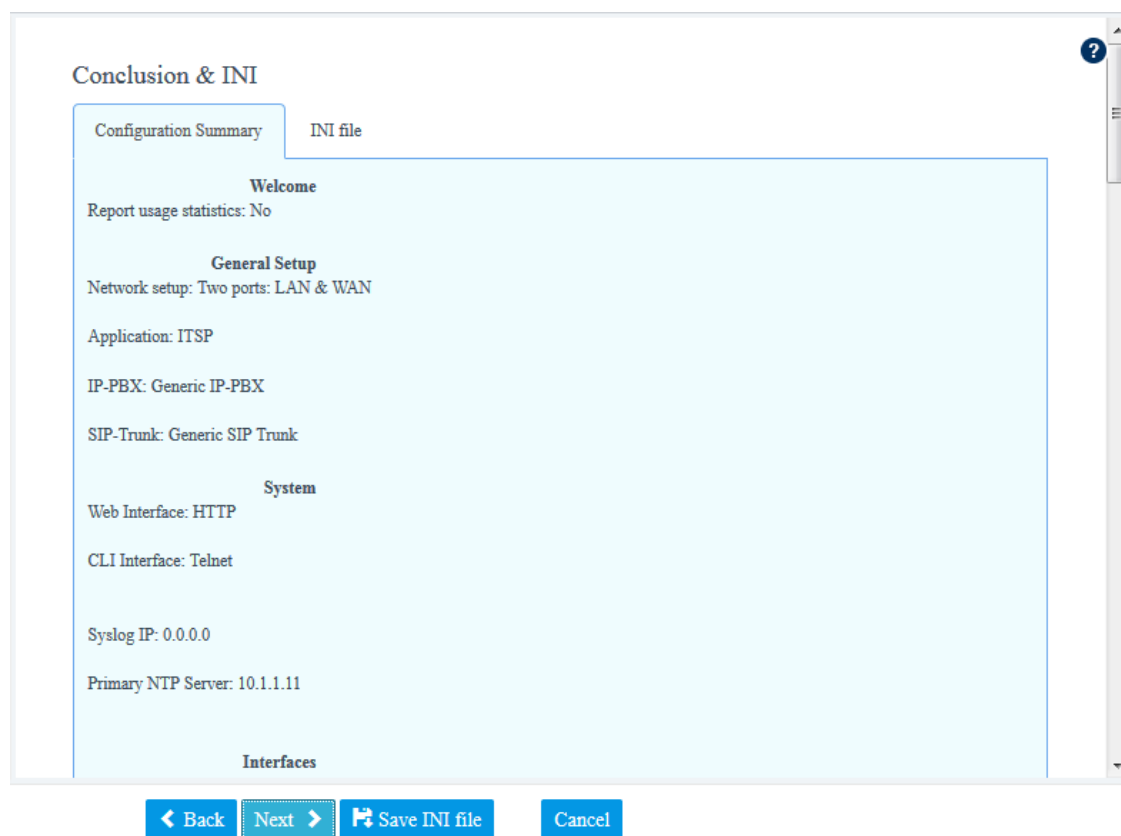 ?
Conclusion & INI
Configuration Summary INI file
Welcome
Report usage statistics: No
General Setup
Network setup: Two ports: LAN & WAN
Application: ITSP
IP-PBX: Generic IP-PBX
SIP-Trunk: Generic SIP Trunk
System
Web Interface: HTTP
CLI Interface: Telnet
Syslog IP: 0.0.0.0
Primary NTP Server: 10.1.1.11
Interfaces
Back Next Save INI file Cancel